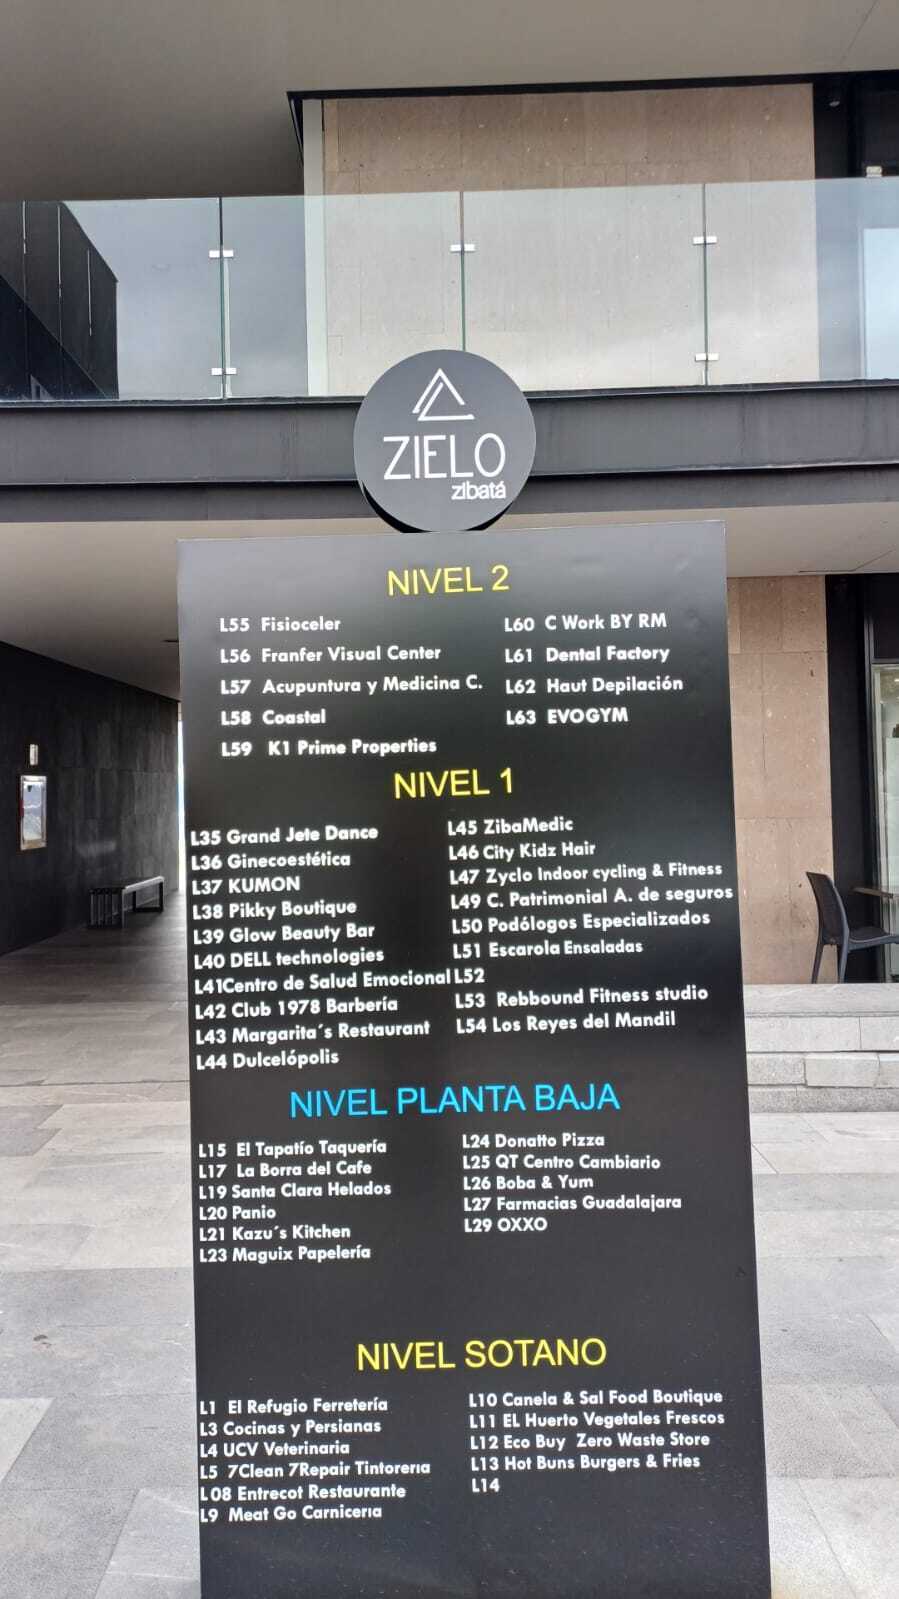 ZIELO
zibatá
NIVEL 2
L55 Fisioceler
L56 Franfer Visual Center
L57 Acupuntura y Medicina C.
L58 Coastal
L59 K1 Prime Properties
L60 C Work BY RM
L61 Dental Factory
L62 Haut Depilación
L63 EVOGYM
NIVEL 1
L35 Grand Jete Dance
L36 Ginecoestética
L37 KUMON
L38 Pikky Boutique
L39 Glow Beauty Bar
L40 DELL technologies
L41Centro de Salud Emocional
L42 Club 1978 Barbería
L43 Margarita´s Restaurant
L44 Dulcelópolis
L45 ZibaMedic
L46 City Kidz Hair
L47 Zyclo Indoor cycling & Fitness
L49 C. Patrimonial A. de seguros
L50 Podólogos Especializados
L51 Escarola Ensaladas
L52
L53 Rebbound Fitness studio
L54 Los Reyes del Mandil
NIVEL PLANTA BAJA
L15 El Tapatío Taquería
L17 La Borra del Cafe
L19 Santa Clara Helados
L20 Panio
L21 Kazu´s Kitchen
L23 Maguix Papelería
L24 Donatto Pizza
L25 QT Centro Cambiario
L26 Boba & Yum
L27 Farmacias Guadalajara
L29 OXXO
NIVEL SOTANO
L1 El Refugio Ferretería
L3 Cocinas y Persianas
L4 UCV Veterinaria
L5 7Clean 7Repair Tintorerıa
L08 Entrecot Restaurante
L9 Meat Go Carnicerıa
L10 Canela & Sal Food Boutique
L11 EL Huerto Vegetales Frescos
L12 Eco Buy Zero Waste Store
L13 Hot Buns Burgers & Fries
L14